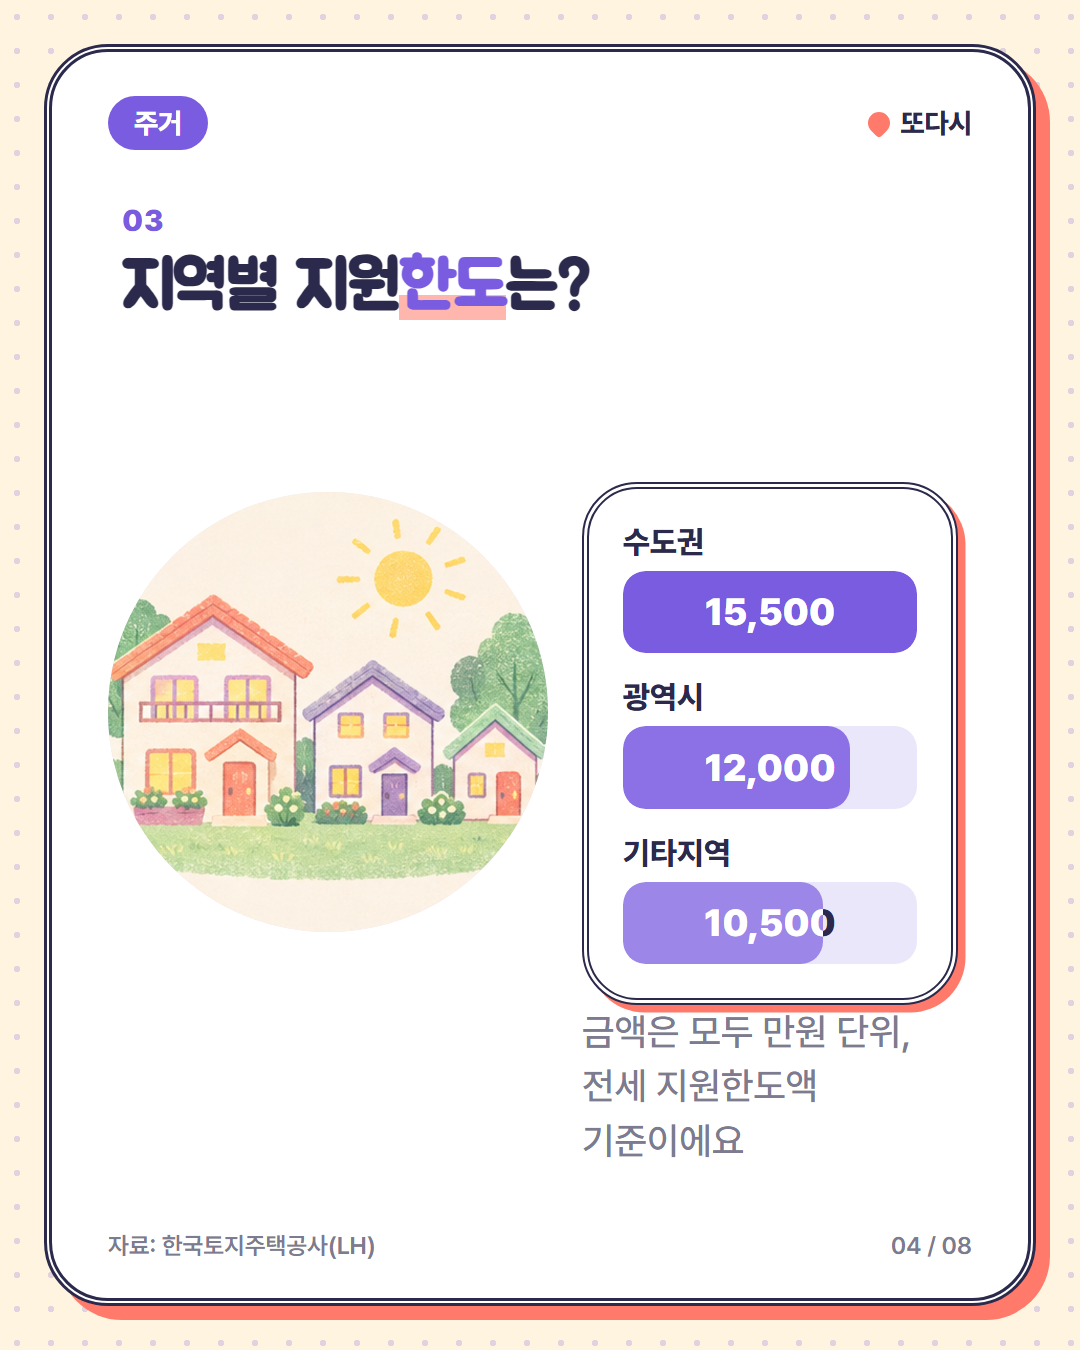 주거
또다시
03
지역별 지원한도는?
수도권
15,500
광역시
12,000
기타지역
10,500
금액은 모두 만원 단위,
전세 지원한도액
기준이에요
자료: 한국토지주택공사(LH)
04 / 08